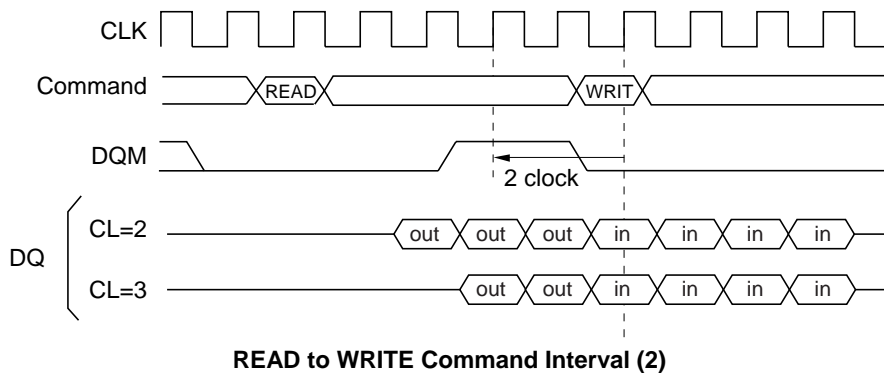 CLK
Command READ WRIT
DQM
2 clock
CL=2 out out out in in in in
DQ
CL=3 out out in in in in
READ to WRITE Command Interval (2)